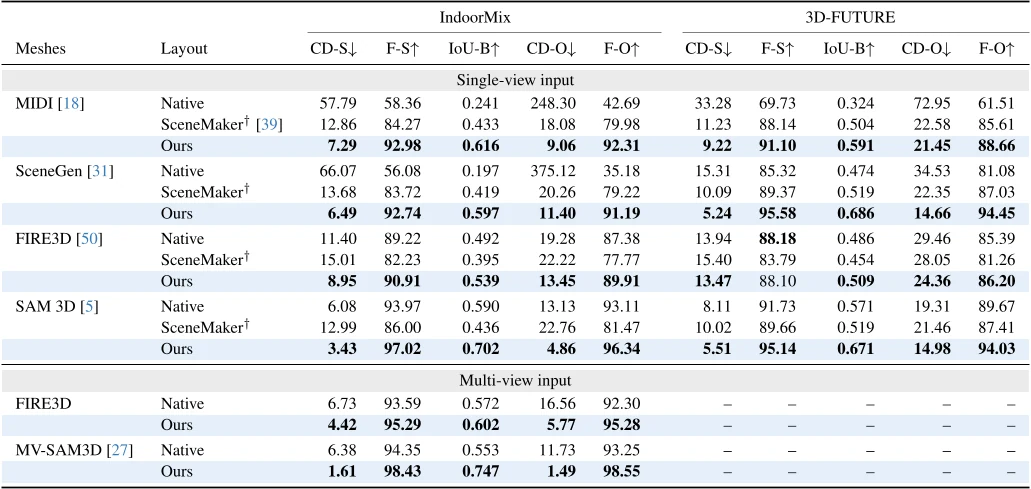 IndoorMix 3D-FUTURE
Meshes Layout CD-S↓ F-S↑ IoU-B↑ CD-O↓ F-O↑ CD-S↓ F-S↑ IoU-B↑ CD-O↓ F-O↑
Single-view input
MIDI [18] Native 57.79 58.36 0.241 248.30 42.69 33.28 69.73 0.324 72.95 61.51
SceneMaker† [39] 12.86 84.27 0.433 18.08 79.98 11.23 88.14 0.504 22.58 85.61
Ours 7.29 92.98 0.616 9.06 92.31 9.22 91.10 0.591 21.45 88.66
SceneGen [31] Native 66.07 56.08 0.197 375.12 35.18 15.31 85.32 0.474 34.53 81.08
SceneMaker† 13.68 83.72 0.419 20.26 79.22 10.09 89.37 0.519 22.35 87.03
Ours 6.49 92.74 0.597 11.40 91.19 5.24 95.58 0.686 14.66 94.45
FIRE3D [50] Native 11.40 89.22 0.492 19.28 87.38 13.94 88.18 0.486 29.46 85.39
SceneMaker† 15.01 82.23 0.395 22.22 77.77 15.40 83.79 0.454 28.05 81.26
Ours 8.95 90.91 0.539 13.45 89.91 13.47 88.10 0.509 24.36 86.20
SAM 3D [5] Native 6.08 93.97 0.590 13.13 93.11 8.11 91.73 0.571 19.31 89.67
SceneMaker† 12.99 86.00 0.436 22.76 81.47 10.02 89.66 0.519 21.46 87.41
Ours 3.43 97.02 0.702 4.86 96.34 5.51 95.14 0.671 14.98 94.03
Multi-view input
FIRE3D Native 6.73 93.59 0.572 16.56 92.30 – – – – –
Ours 4.42 95.29 0.602 5.77 95.28 – – – – –
MV-SAM3D [27] Native 6.38 94.35 0.553 11.73 93.25 – – – – –
Ours 1.61 98.43 0.747 1.49 98.55 – – – – –